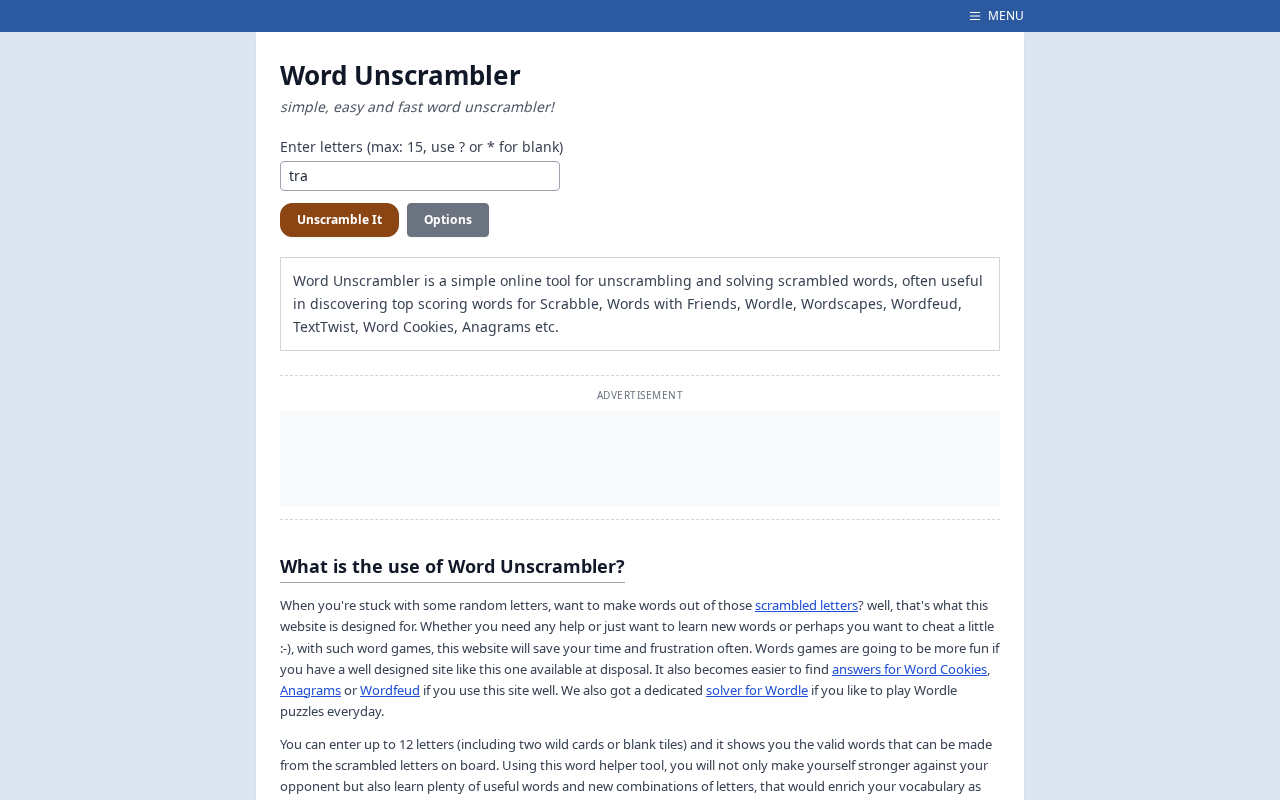 MENU
Word Unscrambler
simple, easy and fast word unscrambler!
Enter letters (max: 15, use ? or * for blank)
tra
Unscramble It
Options
Word Unscrambler is a simple online tool for unscrambling and solving scrambled words, often useful
in discovering top scoring words for Scrabble, Words with Friends, Wordle, Wordscapes, Wordfeud,
TextTwist, Word Cookies, Anagrams etc.
ADVERTISEMENT
What is the use of Word Unscrambler?
When you're stuck with some random letters, want to make words out of those scrambled letters? well, that's what this
website is designed for. Whether you need any help or just want to learn new words or perhaps you want to cheat a little
:-), with such word games, this website will save your time and frustration often. Words games are going to be more fun if
you have a well designed site like this one available at disposal. It also becomes easier to find answers for Word Cookies,
Anagrams or Wordfeud if you use this site well. We also got a dedicated solver for Wordle if you like to play Wordle
puzzles everyday.
You can enter up to 12 letters (including two wild cards or blank tiles) and it shows you the valid words that can be made
from the scrambled letters on board. Using this word helper tool, you will not only make yourself stronger against your
opponent but also learn plenty of useful words and new combinations of letters, that would enrich your vocabulary as